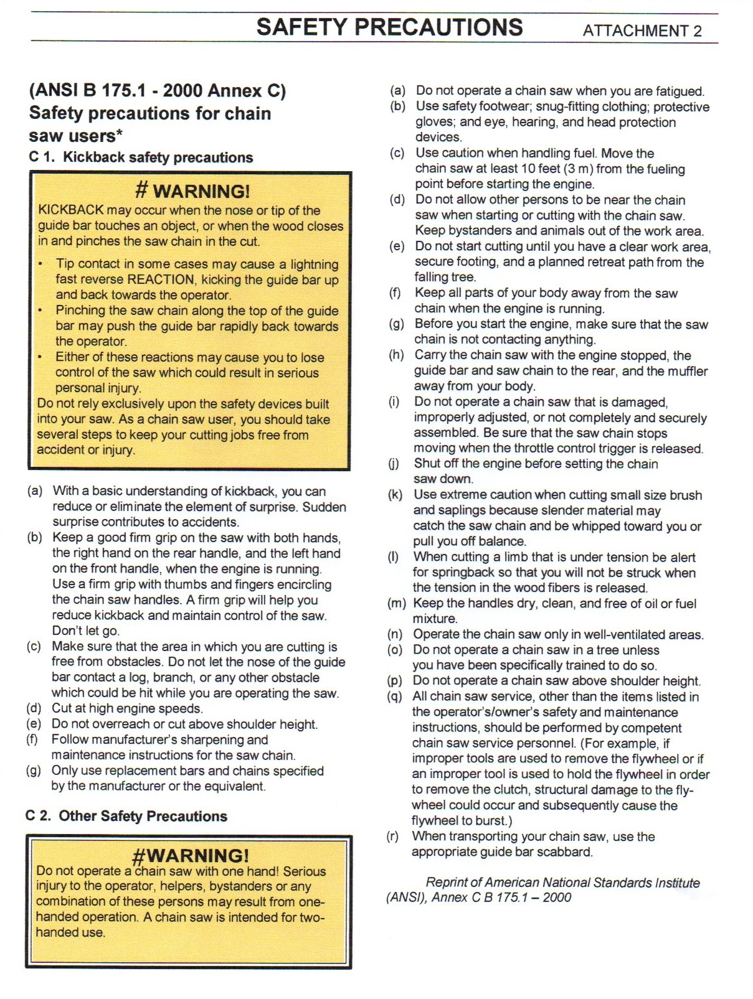 SAFETY PRECAUTIONS ATTACHMENT 2
(ANSI B 175.1 - 2000 Annex C)
Safety precautions for chain
saw users*
C 1. Kickback safety precautions
# WARNING!
KICKBACK may occur when the nose or tip of the
guide bar touches an object, or when the wood closes
in and pinches the saw chain in the cut.
• Tip contact in some cases may cause a lightning
fast reverse REACTION, kicking the guide bar up
and back towards the operator.
• Pinching the saw chain along the top of the guide
bar may push the guide bar rapidly back towards
the operator.
• Either of these reactions may cause you to lose
control of the saw which could result in serious
personal injury.
Do not rely exclusively upon the safety devices built
into your saw. As a chain saw user, you should take
several steps to keep your cutting jobs free from
accident or injury.
(a) With a basic understanding of kickback, you can
reduce or eliminate the element of surprise. Sudden
surprise contributes to accidents.
(b) Keep a good firm grip on the saw with both hands,
the right hand on the rear handle, and the left hand
on the front handle, when the engine is running.
Use a firm grip with thumbs and fingers encircling
the chain saw handles. A firm grip will help you
reduce kickback and maintain control of the saw.
Don't let go.
(c) Make sure that the area in which you are cutting is
free from obstacles. Do not let the nose of the guide
bar contact a log, branch, or any other obstacle
which could be hit while you are operating the saw.
(d) Cut at high engine speeds.
(e) Do not overreach or cut above shoulder height.
(f) Follow manufacturer's sharpening and
maintenance instructions for the saw chain.
(g) Only use replacement bars and chains specified
by the manufacturer or the equivalent.
C 2. Other Safety Precautions
#WARNING!
Do not operate a chain saw with one hand! Serious
injury to the operator, helpers, bystanders or any
combination of these persons may result from one-
handed operation. A chain saw is intended for two-
handed use.
(a) Do not operate a chain saw when you are fatigued.
(b) Use safety footwear; snug-fitting clothing; protective
gloves; and eye, hearing, and head protection
devices.
(c) Use caution when handling fuel. Move the
chain saw at least 10 feet (3 m) from the fueling
point before starting the engine.
(d) Do not allow other persons to be near the chain
saw when starting or cutting with the chain saw.
Keep bystanders and animals out of the work area.
(e) Do not start cutting until you have a clear work area,
secure footing, and a planned retreat path from the
falling tree.
(f) Keep all parts of your body away from the saw
chain when the engine is running.
(g) Before you start the engine, make sure that the saw
chain is not contacting anything.
(h) Carry the chain saw with the engine stopped, the
guide bar and saw chain to the rear, and the muffler
away from your body.
(i) Do not operate a chain saw that is damaged,
improperly adjusted, or not completely and securely
assembled. Be sure that the saw chain stops
moving when the throttle control trigger is released.
(j) Shut off the engine before setting the chain
saw down.
(k) Use extreme caution when cutting small size brush
and saplings because slender material may
catch the saw chain and be whipped toward you or
pull you off balance.
(l) When cutting a limb that is under tension be alert
for springback so that you will not be struck when
the tension in the wood fibers is released.
(m) Keep the handles dry, clean, and free of oil or fuel
mixture.
(n) Operate the chain saw only in well-ventilated areas.
(o) Do not operate a chain saw in a tree unless
you have been specifically trained to do so.
(p) Do not operate a chain saw above shoulder height.
(q) All chain saw service, other than the items listed in
the operator's/owner's safety and maintenance
instructions, should be performed by competent
chain saw service personnel. (For example, if
improper tools are used to remove the flywheel or if
an improper tool is used to hold the flywheel in order
to remove the clutch, structural damage to the fly-
wheel could occur and subsequently cause the
flywheel to burst.)
(r) When transporting your chain saw, use the
appropriate guide bar scabbard.
Reprint of American National Standards Institute
(ANSI), Annex C B 175.1 – 2000